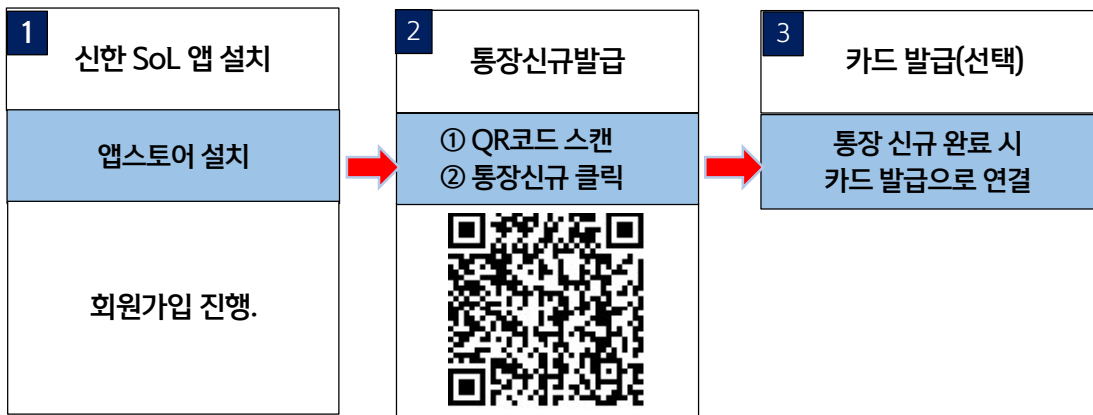 1
신한 SoL 앱 설치
앱스토어 설치
회원가입 진행.
2
통장신규발급
① QR코드 스캔
② 통장신규 클릭
3
카드 발급(선택)
통장 신규 완료 시
카드 발급으로 연결